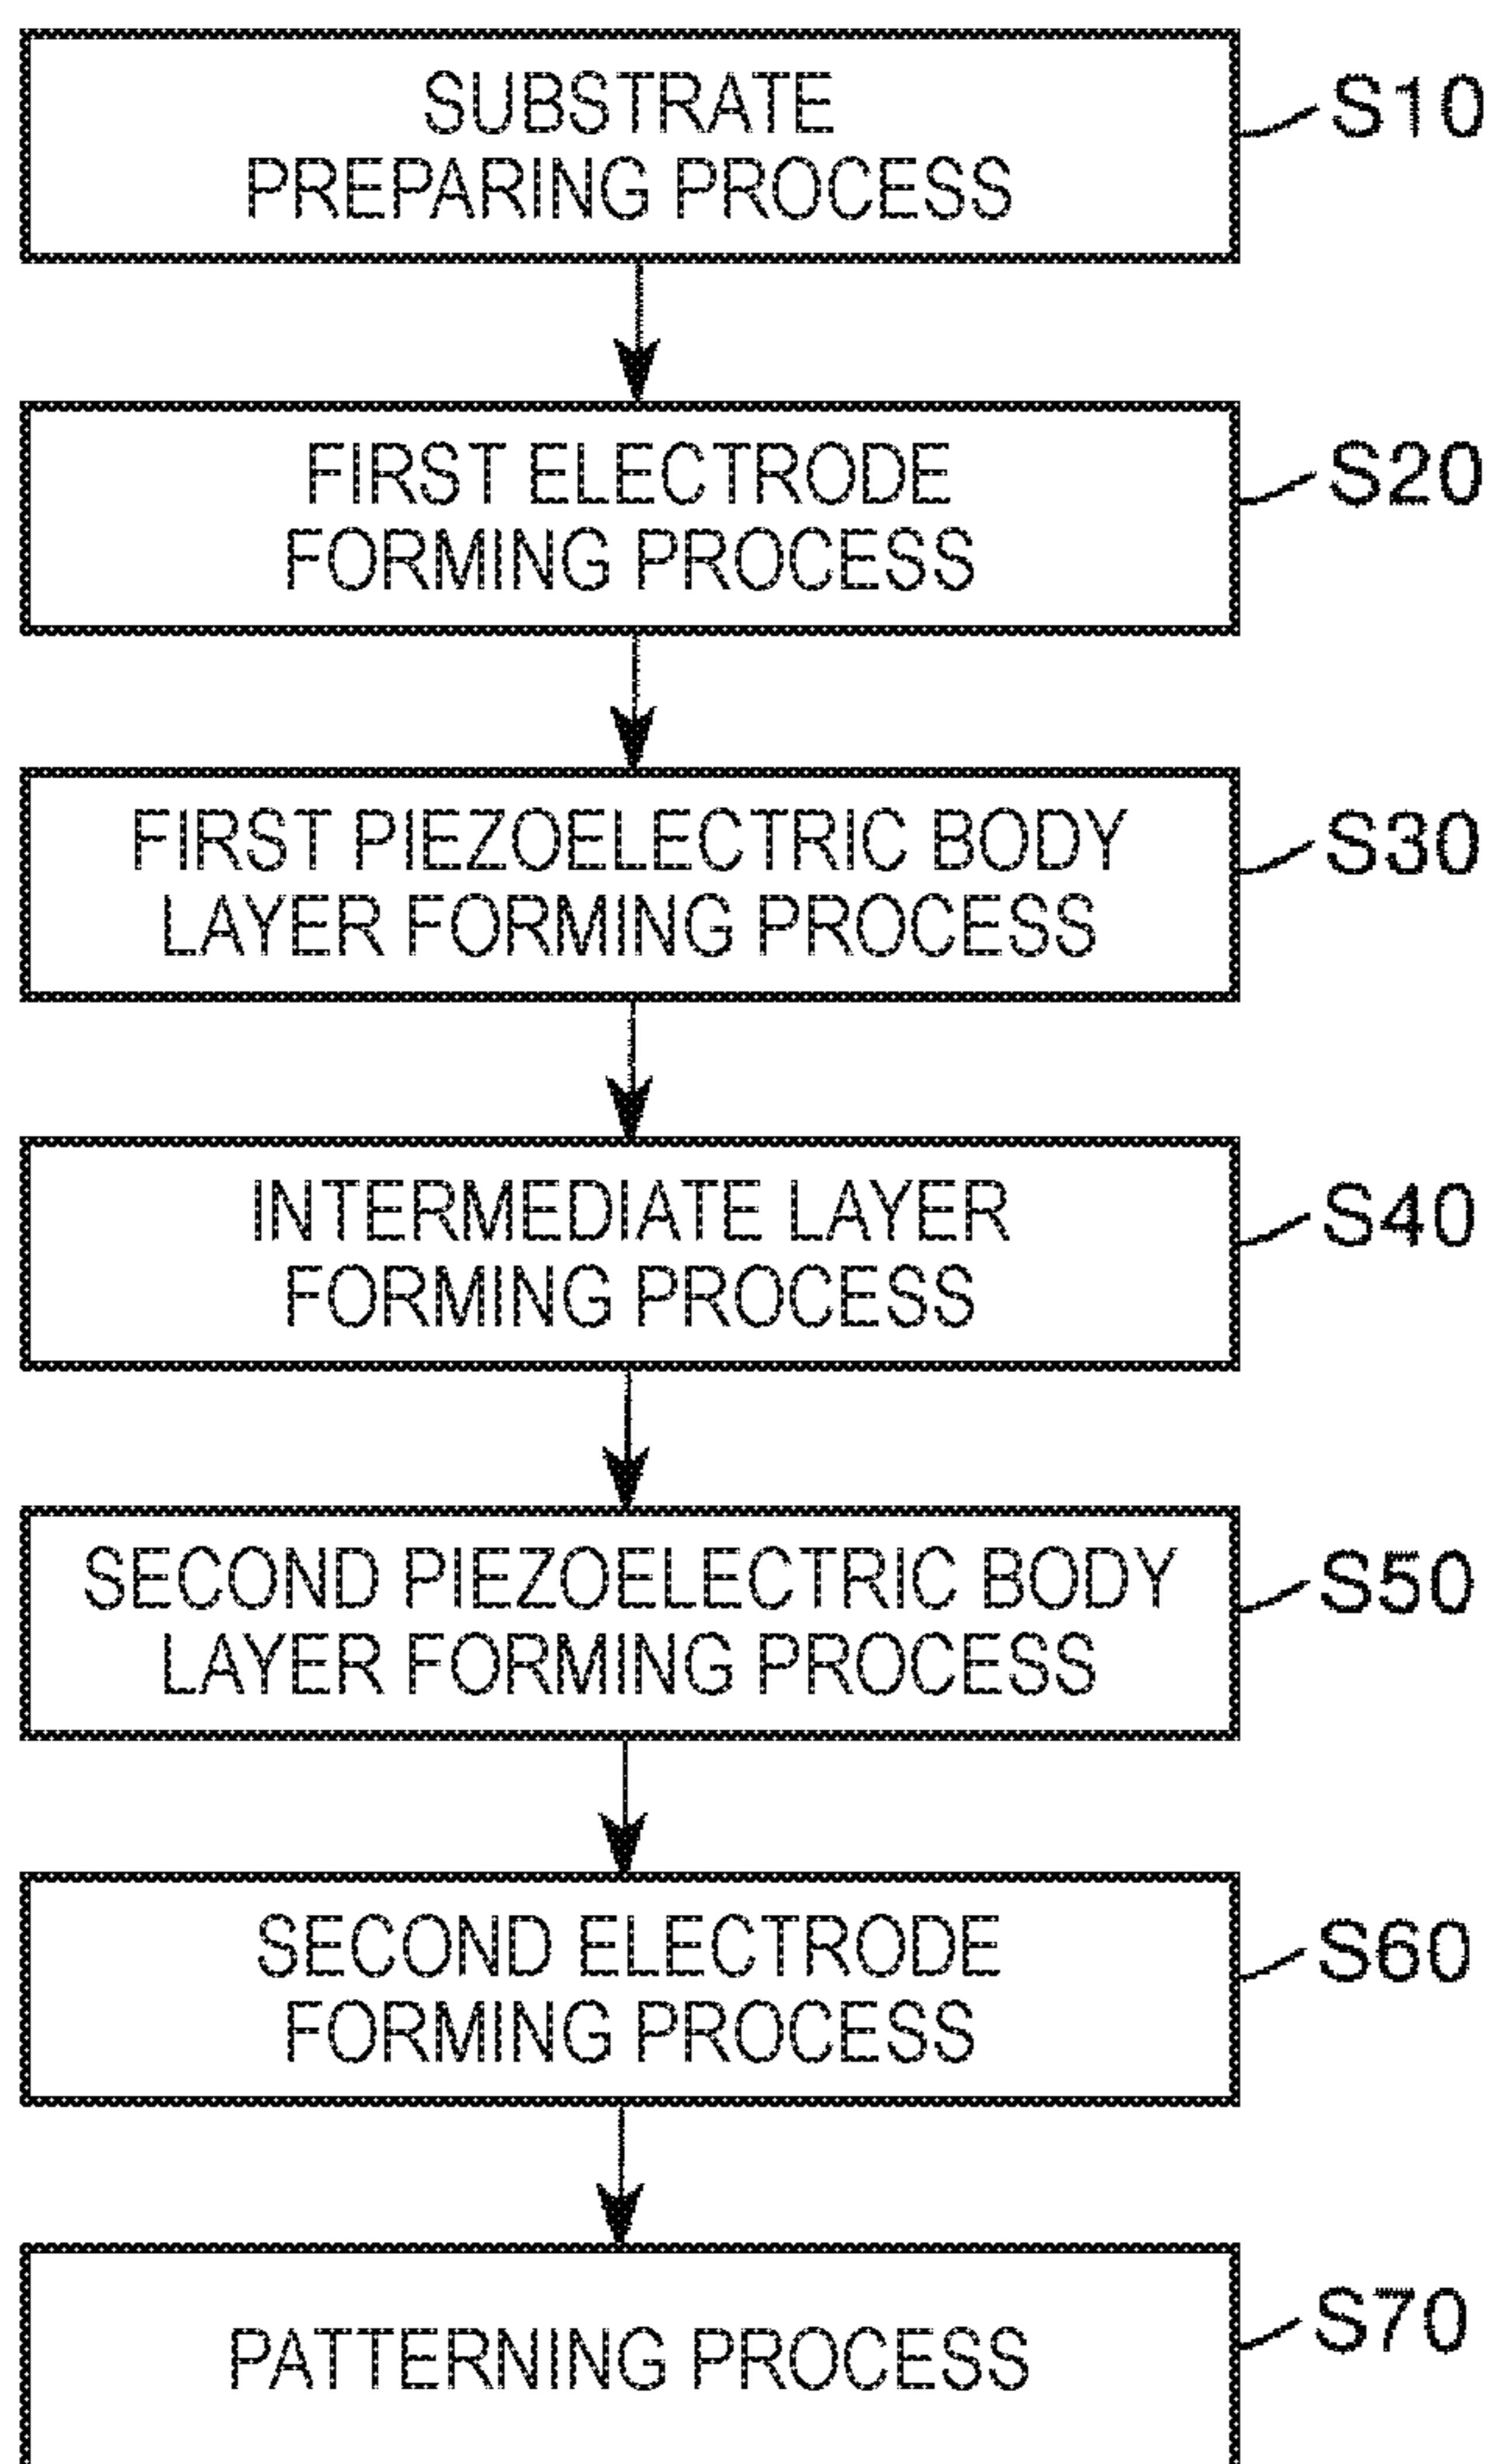 SUBSTRATE
PREPARING PROCESS
S10
FIRST ELECTRODE
FORMING PROCESS
S20
FIRST PIEZOELECTRIC BODY
LAYER FORMING PROCESS
S30
INTERMEDIATE LAYER
FORMING PROCESS
S40
SECOND PIEZOELECTRIC BODY
LAYER FORMING PROCESS
S50
SECOND ELECTRODE
FORMING PROCESS
S60
PATTERNING PROCESS
S70